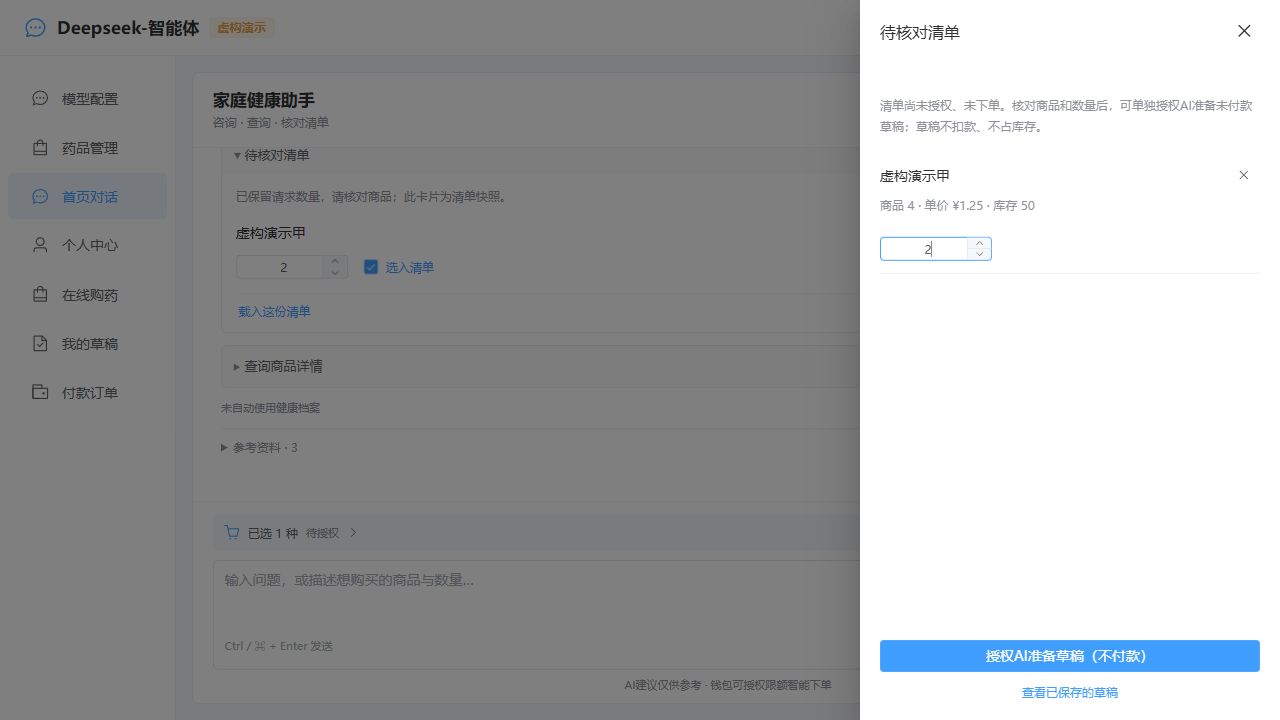 Deepseek-智能体 虚构演示
模型配置
药品管理
首页对话
个人中心
在线购药
我的草稿
付款订单
家庭健康助手
咨询 · 查询 · 核对清单
待核对清单
已保留请求数量，请核对商品；此卡片为清单快照。
虚构演示甲
2 选入清单
载入这份清单
查询商品详情
未自动使用健康档案
参考资料 · 3
已选 1 种 待授权
输入问题，或描述想购买的商品与数量...
Ctrl / ⌘ + Enter 发送
AI建议仅供参考 · 钱包可授权限额智能下单
待核对清单
清单尚未授权、未下单。核对商品和数量后，可单独授权AI准备未付款
草稿；草稿不扣款、不占库存。
虚构演示甲
商品 4 · 单价 ¥1.25 · 库存 50
2
授权AI准备草稿（不付款）
查看已保存的草稿